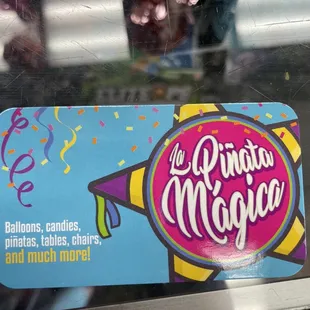 La
Piñata
Mágica
Balloons, candies,
piñatas, tables, chairs,
and much more!